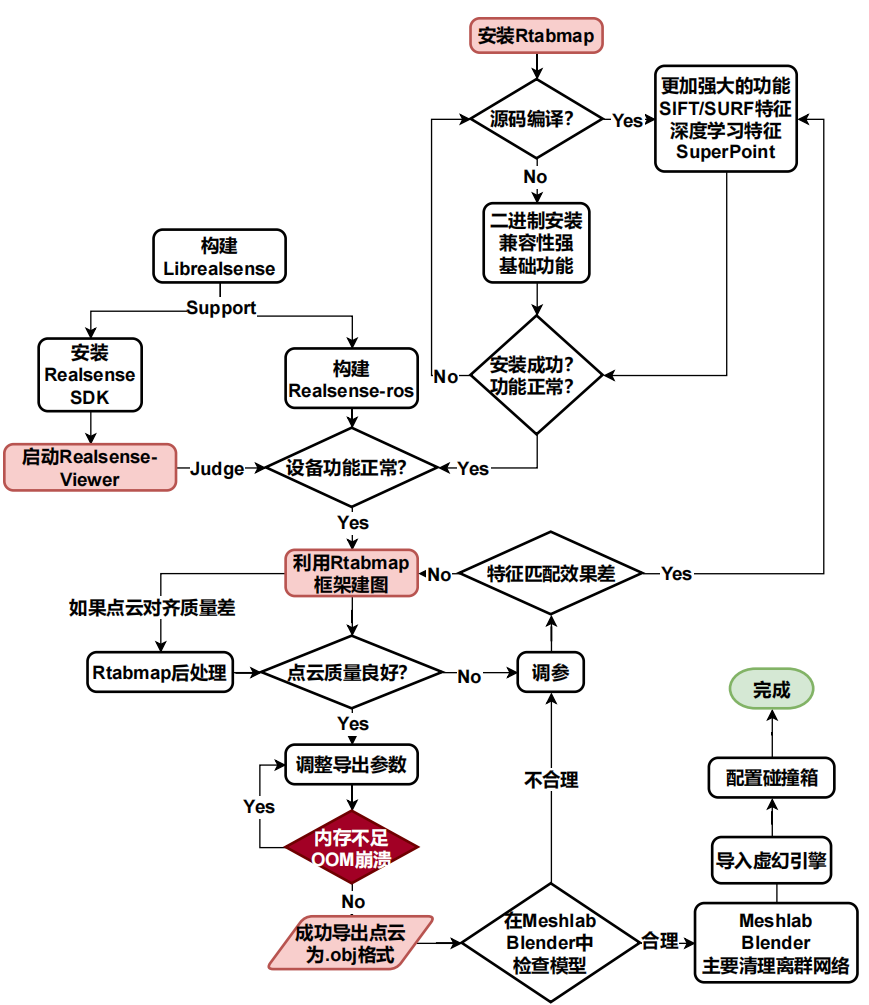 安装Rtabmap
源码编译?
Yes
更加强大的功能
SIFT/SURF特征
深度学习特征
SuperPoint
No
二进制安装
兼容性强
基础功能
构建
Librealsense
Support
安装
Realsense
SDK
构建
Realsense-ros
安装成功?
功能正常?
No
启动Realsense-
Viewer
Judge
设备功能正常?
Yes
Yes
利用Rtabmap
框架建图
No
特征匹配效果差
Yes
如果点云对齐质量差
Rtabmap后处理
点云质量良好?
No
调参
完成
Yes
调整导出参数
不合理
配置碰撞箱
Yes
内存不足
OOM崩溃
导入虚幻引擎
No
成功导出点云
为.obj格式
在Meshlab
Blender中
检查模型
合理
Meshlab
Blender
主要清理离群网络